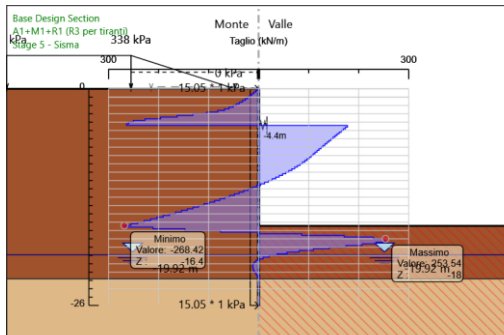 Base Design Section
A1+M1+R1 (R3 per tiranti)
Stage 5 - Sisma
Monte Valle
Taglio (kN/m)
kPa
338 kPa
300
0
300
0 kPa
0
15.05 * 1 kPa
-4.4m
Minimo
Valore: -268.42
Z : -16.4
19.92 m
Massimo
Valore: 253.54
Z : -18
19.92 m
15.05 * 1 kPa
-26